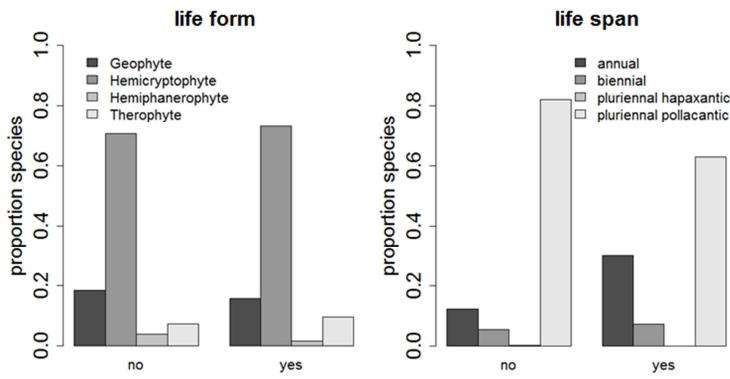 life form
life span
proportion species
0.0 0.2 0.4 0.6 0.8 1.0
Geophyte
Hemicryptophyte
Hemiphanerophyte
Therophyte
no yes
proportion species
0.0 0.2 0.4 0.6 0.8 1.0
annual
biennial
pluriennal hapaxantic
pluriennal pollacantic
no yes